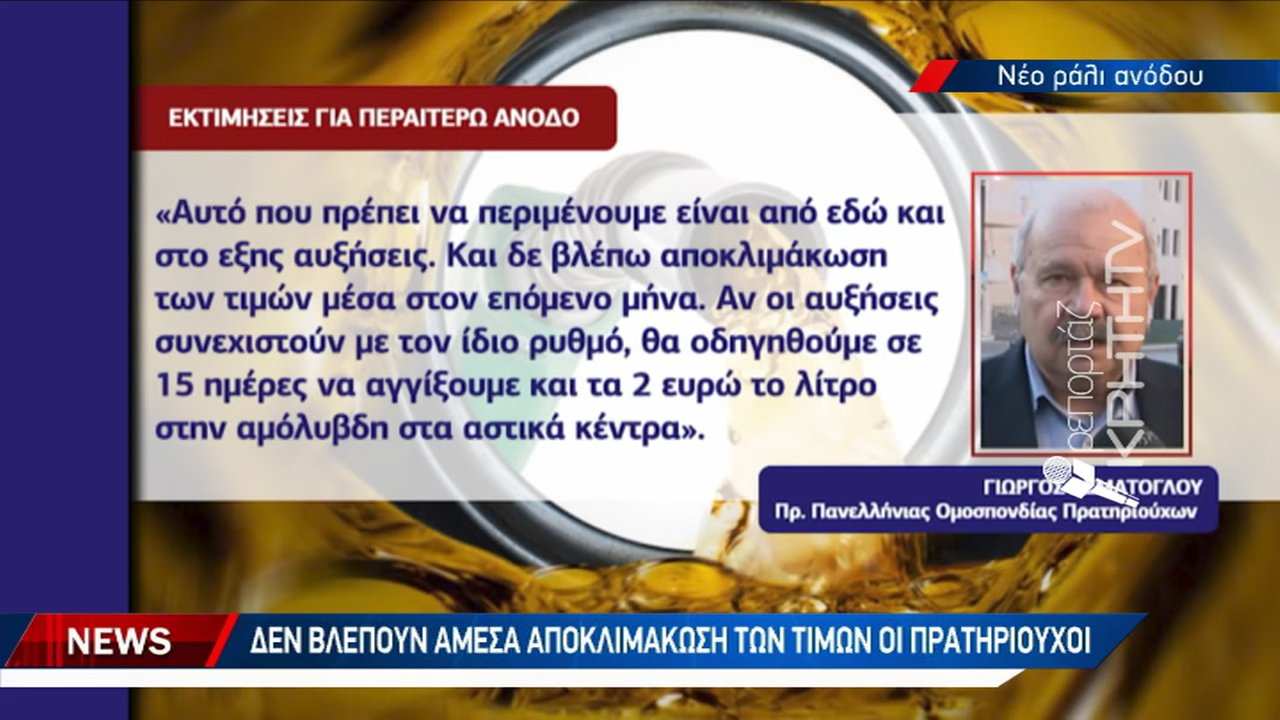 Νέο ράλι ανόδου
ΕΚΤΙΜΗΣΕΙΣ ΓΙΑ ΠΕΡΑΙΤΕΡΩ ΑΝΟΔΟ
«Αυτό που πρέπει να περιμένουμε είναι από εδώ και
στο εξης αυξήσεις. Και δε βλέπω αποκλιμάκωση
των τιμών μέσα στον επόμενο μήνα. Αν οι αυξήσεις
συνεχιστούν με τον ίδιο ρυθμό, θα οδηγηθούμε σε
15 ημέρες να αγγίξουμε και τα 2 ευρώ το λίτρο
στην αμόλυβδη στα αστικά κέντρα».
ρεπορτάζ
ΚΡΗΤΗTV
ΓΙΩΡΓΟΣ
Πρ. Πανελλήνιας Ομοσπονδίας Πρατηριούχων
NEWS
ΔΕΝ ΒΛΕΠΟΥΝ ΑΜΕΣΑ ΑΠΟΚΛΙΜΑΚΩΣΗ ΤΩΝ ΤΙΜΩΝ ΟΙ ΠΡΑΤΗΡΙΟΥΧΟΙ